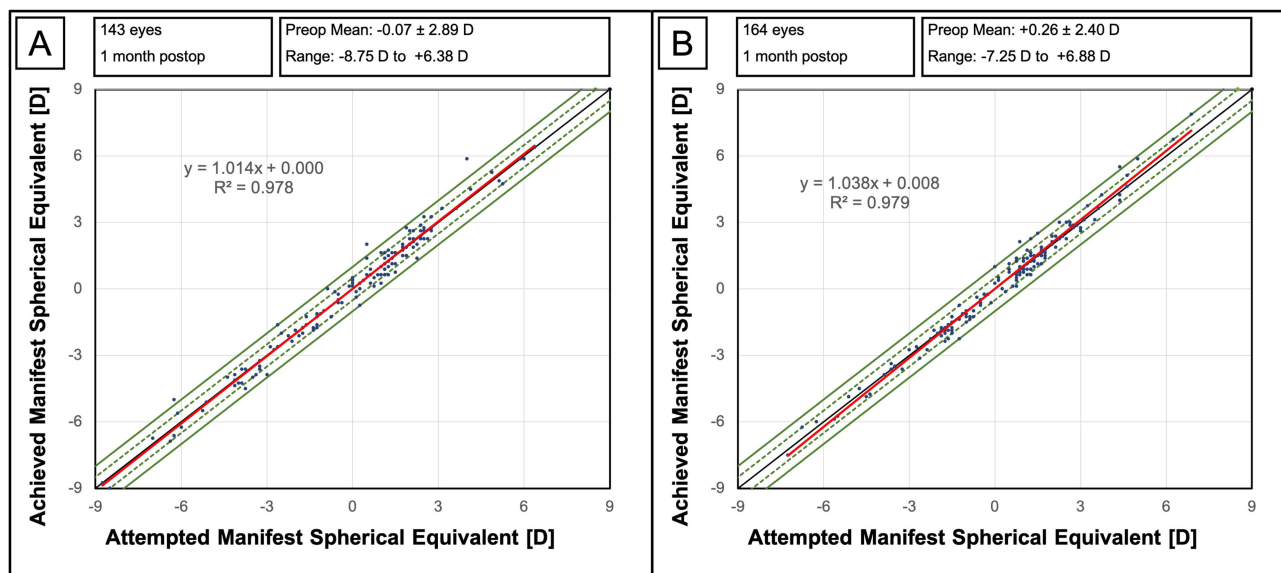 A
143 eyes
1 month postop
Preop Mean: -0.07 ± 2.89 D
Range: -8.75 D to +6.38 D
Achieved Manifest Spherical Equivalent [D]
9
6
3
0
-3
-6
-9
y = 1.014x + 0.000
R² = 0.978
-9
-6
-3
0
3
6
9
Attempted Manifest Spherical Equivalent [D]
B
164 eyes
1 month postop
Preop Mean: +0.26 ± 2.40 D
Range: -7.25 D to +6.88 D
Achieved Manifest Spherical Equivalent [D]
9
6
3
0
-3
-6
-9
y = 1.038x + 0.008
R² = 0.979
-9
-6
-3
0
3
6
9
Attempted Manifest Spherical Equivalent [D]